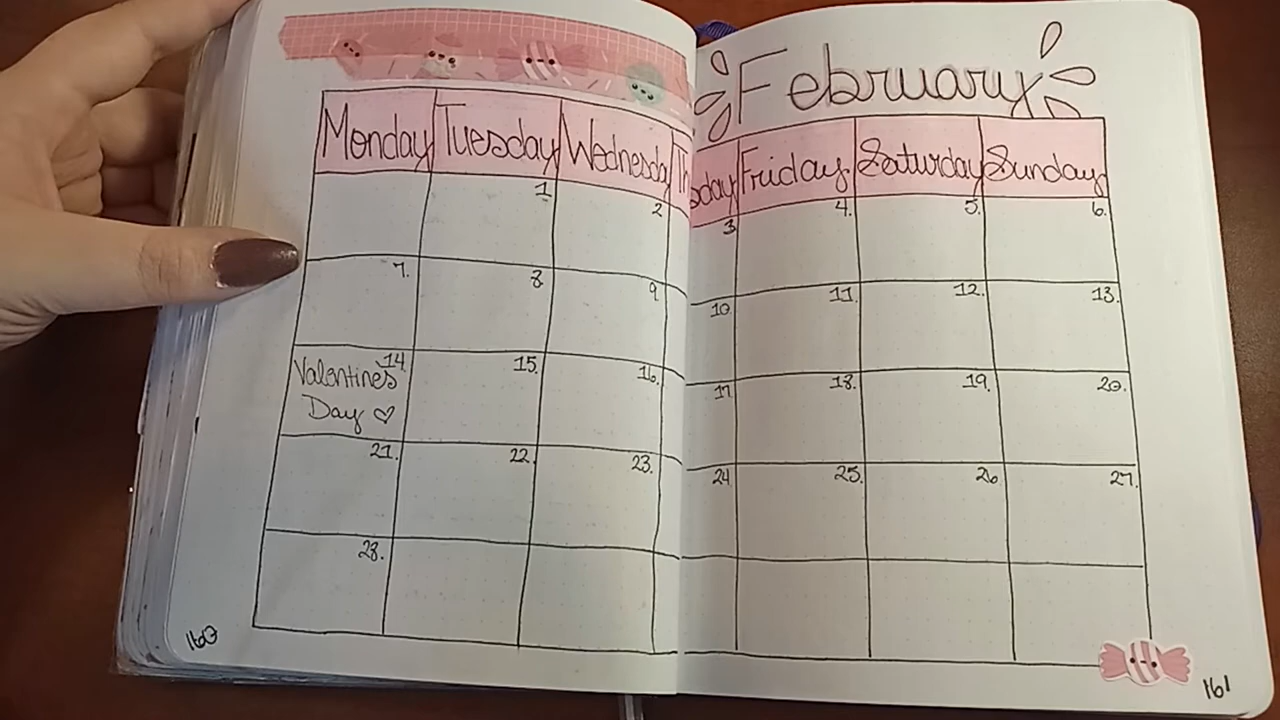 February
Monday Tuesday Wednesday Thsday Friday Saturday Sunday
1 2 3 4. 5. 6.
7. 8 9 10 11. 12. 13.
14. 15. 16. 17 18. 19. 20.
Valentines
Day ♡
21. 22. 23. 24 25. 26 27.
28.
160 161